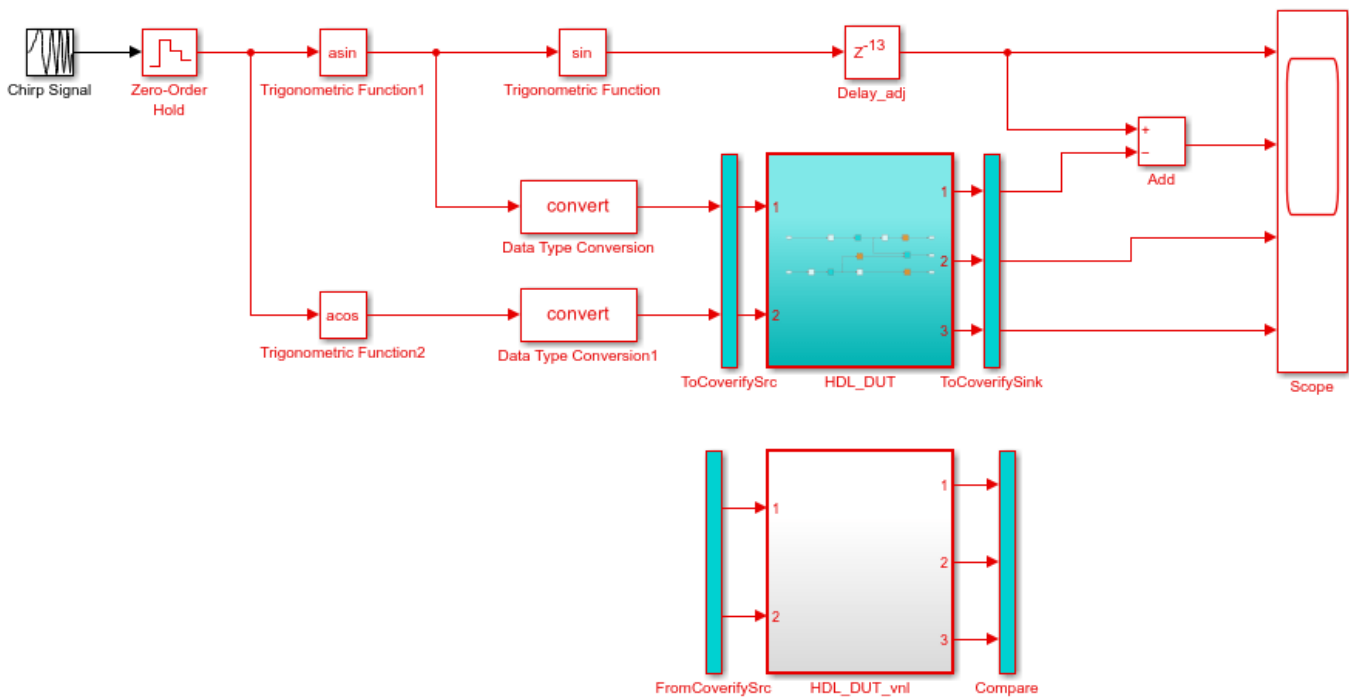 asin
sin
Z-13
Chirp Signal
Zero-Order
Hold
Trigonometric Function1
Trigonometric Function
Delay_adj
+
−
Add
convert
Data Type Conversion
1
1
2
acos
Trigonometric Function2
convert
Data Type Conversion1
2
3
ToCoverifySrc
HDL_DUT
ToCoverifySink
Scope
1
1
2
2
3
FromCoverifySrc
HDL_DUT_vnl
Compare